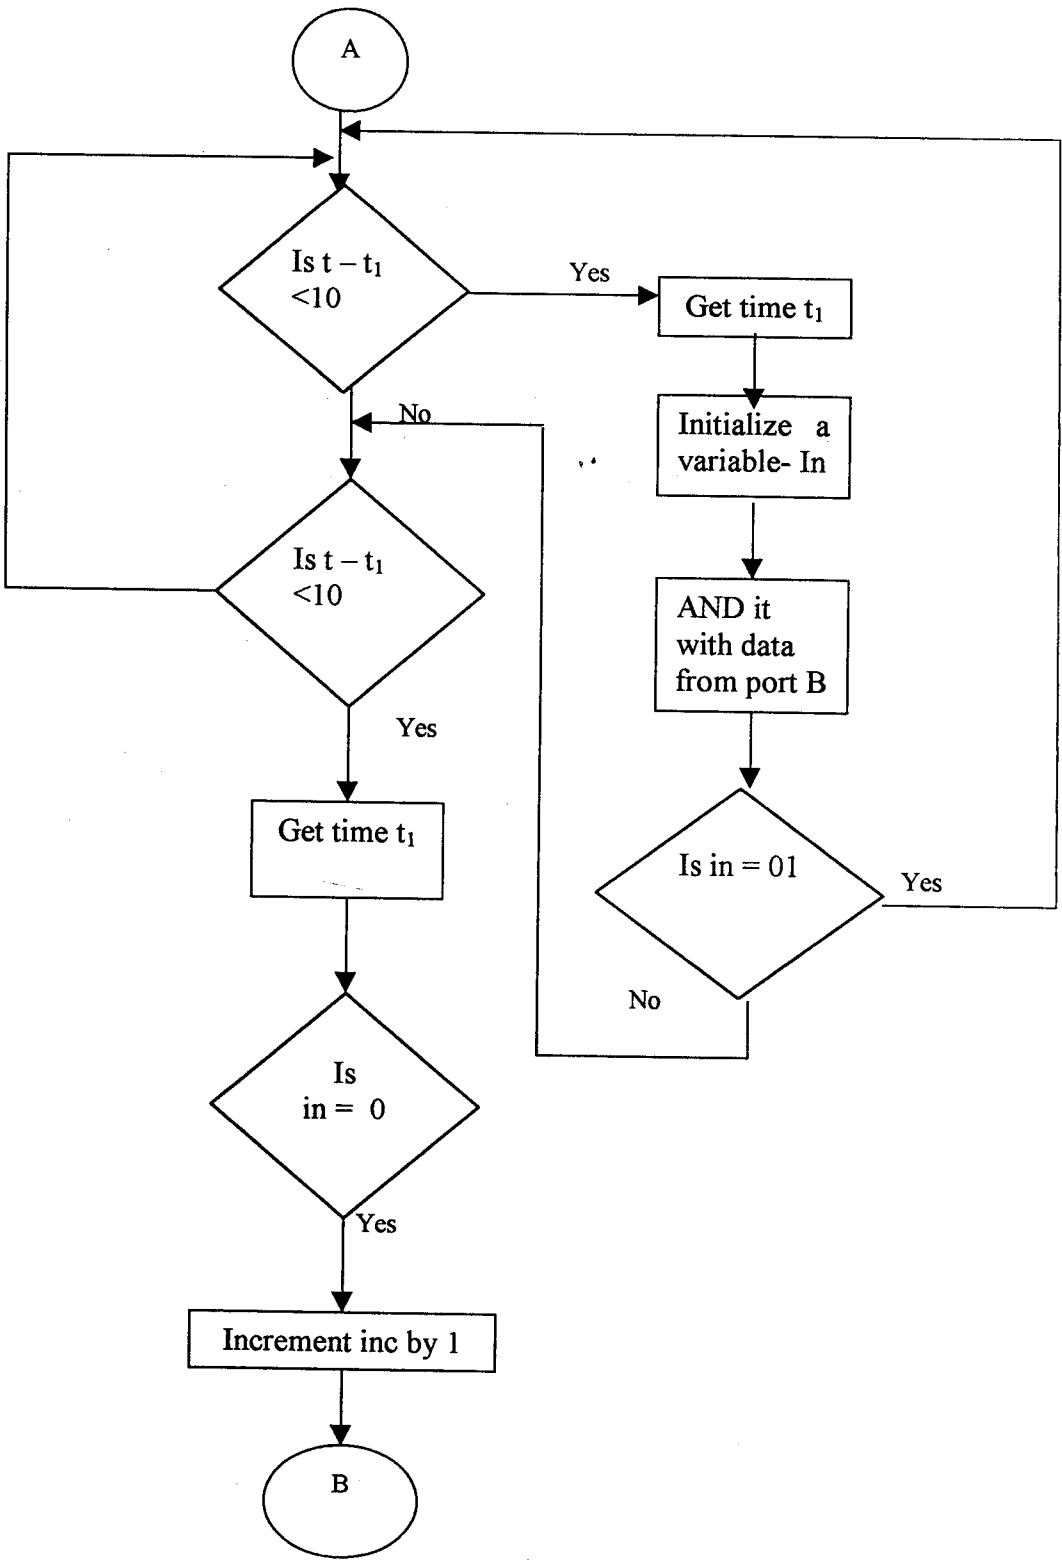 A
Is t – t₁
<10
Yes
Get time t₁
Initialize a
variable- In
No
Is t – t₁
<10
AND it
with data
from port B
Yes
Get time t₁
Is in = 01
Yes
No
Is
in = 0
Yes
Increment inc by 1
B